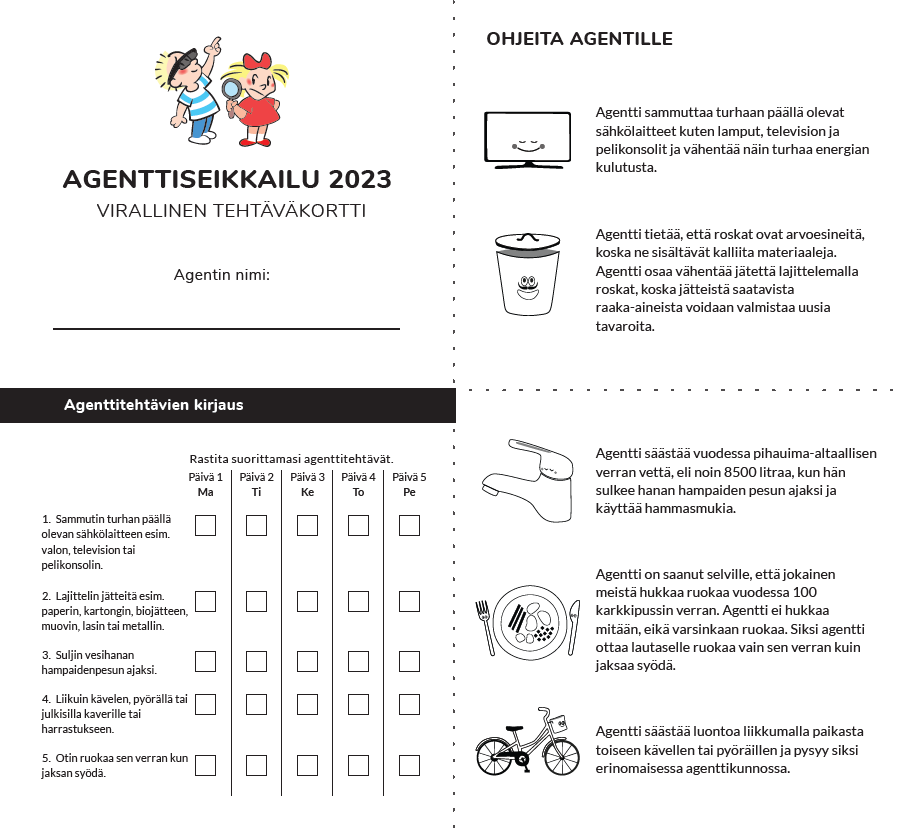 AGENTTISEIKKAILU 2023
VIRALLINEN TEHTÄVÄKORTTI
Agentin nimi:
Agenttitehtävien kirjaus
Rastita suorittamasi agenttitehtävät.
Päivä 1 Päivä 2 Päivä 3 Päivä 4 Päivä 5
Ma Ti Ke To Pe
1. Sammutin turhan päällä
olevan sähkölaitteen esim.
valon, television tai
pelikonsolin.
2. Lajittelin jätteitä esim.
paperin, kartongin, biojätteen,
muovin, lasin tai metallin.
3. Suljin vesihanan
hampaidenpesun ajaksi.
4. Liikuin kävelen, pyörällä tai
julkisilla kaverille tai
harrastukseen.
5. Otin ruokaa sen verran kun
jaksan syödä.
OHJEITA AGENTILLE
Agentti sammuttaa turhaan päällä olevat
sähkölaitteet kuten lamput, television ja
pelikonsolit ja vähentää näin turhaa energian
kulutusta.
Agentti tietää, että roskat ovat arvoesineitä,
koska ne sisältävät kalliita materiaaleja.
Agentti osaa vähentää jätettä lajittelemalla
roskat, koska jätteistä saatavista
raaka-aineista voidaan valmistaa uusia
tavaroita.
Agentti säästää vuodessa pihauima-altaallisen
verran vettä, eli noin 8500 litraa, kun hän
sulkee hanan hampaiden pesun ajaksi ja
käyttää hammasmukia.
Agentti on saanut selville, että jokainen
meistä hukkaa ruokaa vuodessa 100
karkkipussin verran. Agentti ei hukkaa
mitään, eikä varsinkaan ruokaa. Siksi agentti
ottaa lautaselle ruokaa vain sen verran kuin
jaksaa syödä.
Agentti säästää luontoa liikkumalla paikasta
toiseen kävellen tai pyöräillen ja pysyy siksi
erinomaisessa agenttikunnossa.